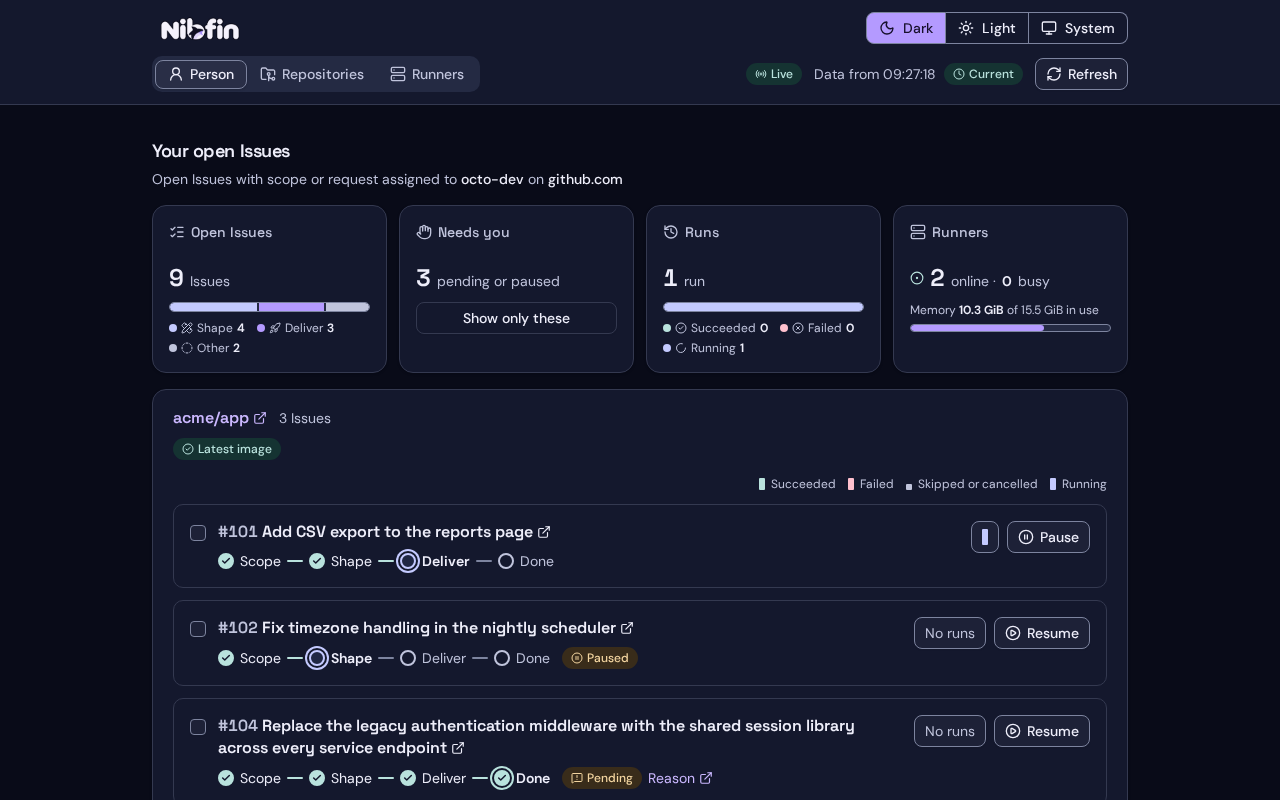 Nibfin
Dark
Light
System
Person
Repositories
Runners
Live
Data from 09:27:18
Current
Refresh
Your open Issues
Open Issues with scope or request assigned to octo-dev on github.com
Open Issues
9 Issues
Shape 4
Deliver 3
Other 2
Needs you
3 pending or paused
Show only these
Runs
1 run
Succeeded 0
Failed 0
Running 1
Runners
2 online · 0 busy
Memory 10.3 GiB of 15.5 GiB in use
acme/app
3 Issues
Latest image
Succeeded
Failed
Skipped or cancelled
Running
#101 Add CSV export to the reports page
Pause
Scope
Shape
Deliver
Done
#102 Fix timezone handling in the nightly scheduler
No runs
Resume
Scope
Shape
Deliver
Done
Paused
#104 Replace the legacy authentication middleware with the shared session library
across every service endpoint
No runs
Resume
Scope
Shape
Deliver
Done
Pending
Reason